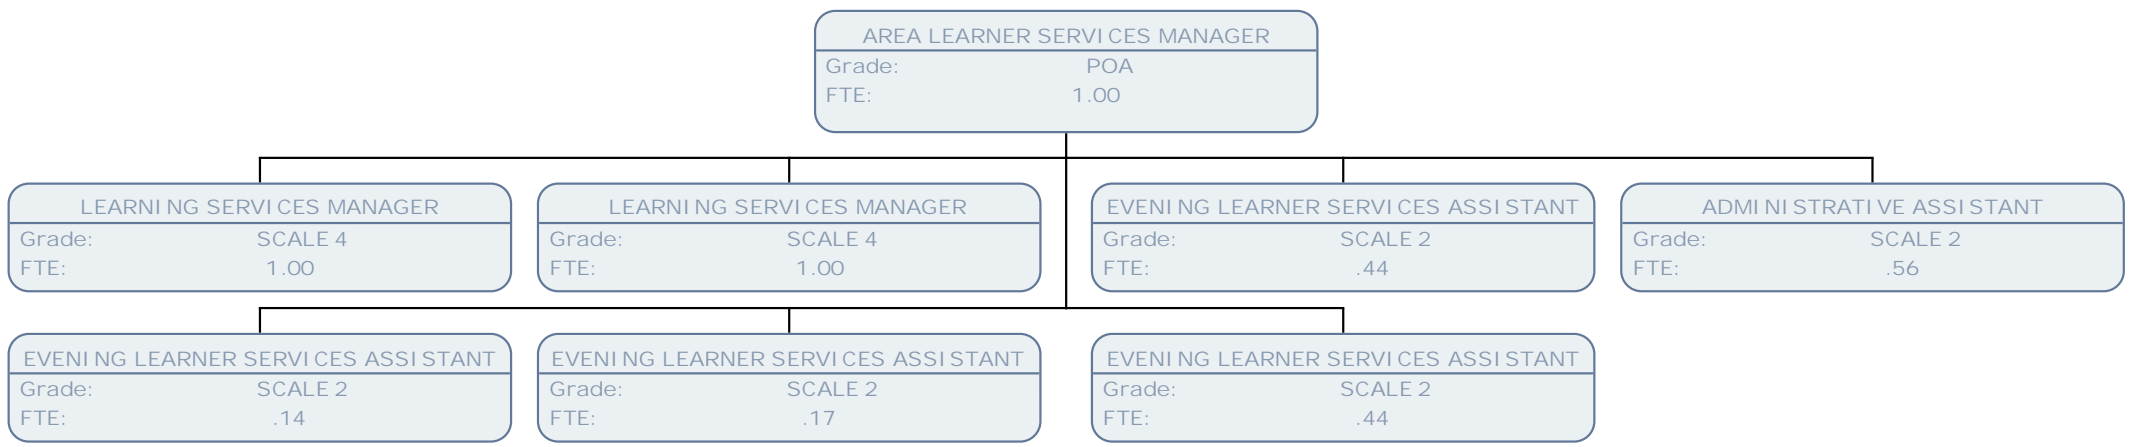 AREA LEARNER SERVICES MANAGER
Grade: POA
FTE: 1.00
LEARNING SERVICES MANAGER
Grade: SCALE 4
FTE: 1.00
LEARNING SERVICES MANAGER
Grade: SCALE 4
FTE: 1.00
EVENING LEARNER SERVICES ASSISTANT
Grade: SCALE 2
FTE: .44
ADMINISTRATIVE ASSISTANT
Grade: SCALE 2
FTE: .56
EVENING LEARNER SERVICES ASSISTANT
Grade: SCALE 2
FTE: .14
EVENING LEARNER SERVICES ASSISTANT
Grade: SCALE 2
FTE: .17
EVENING LEARNER SERVICES ASSISTANT
Grade: SCALE 2
FTE: .44